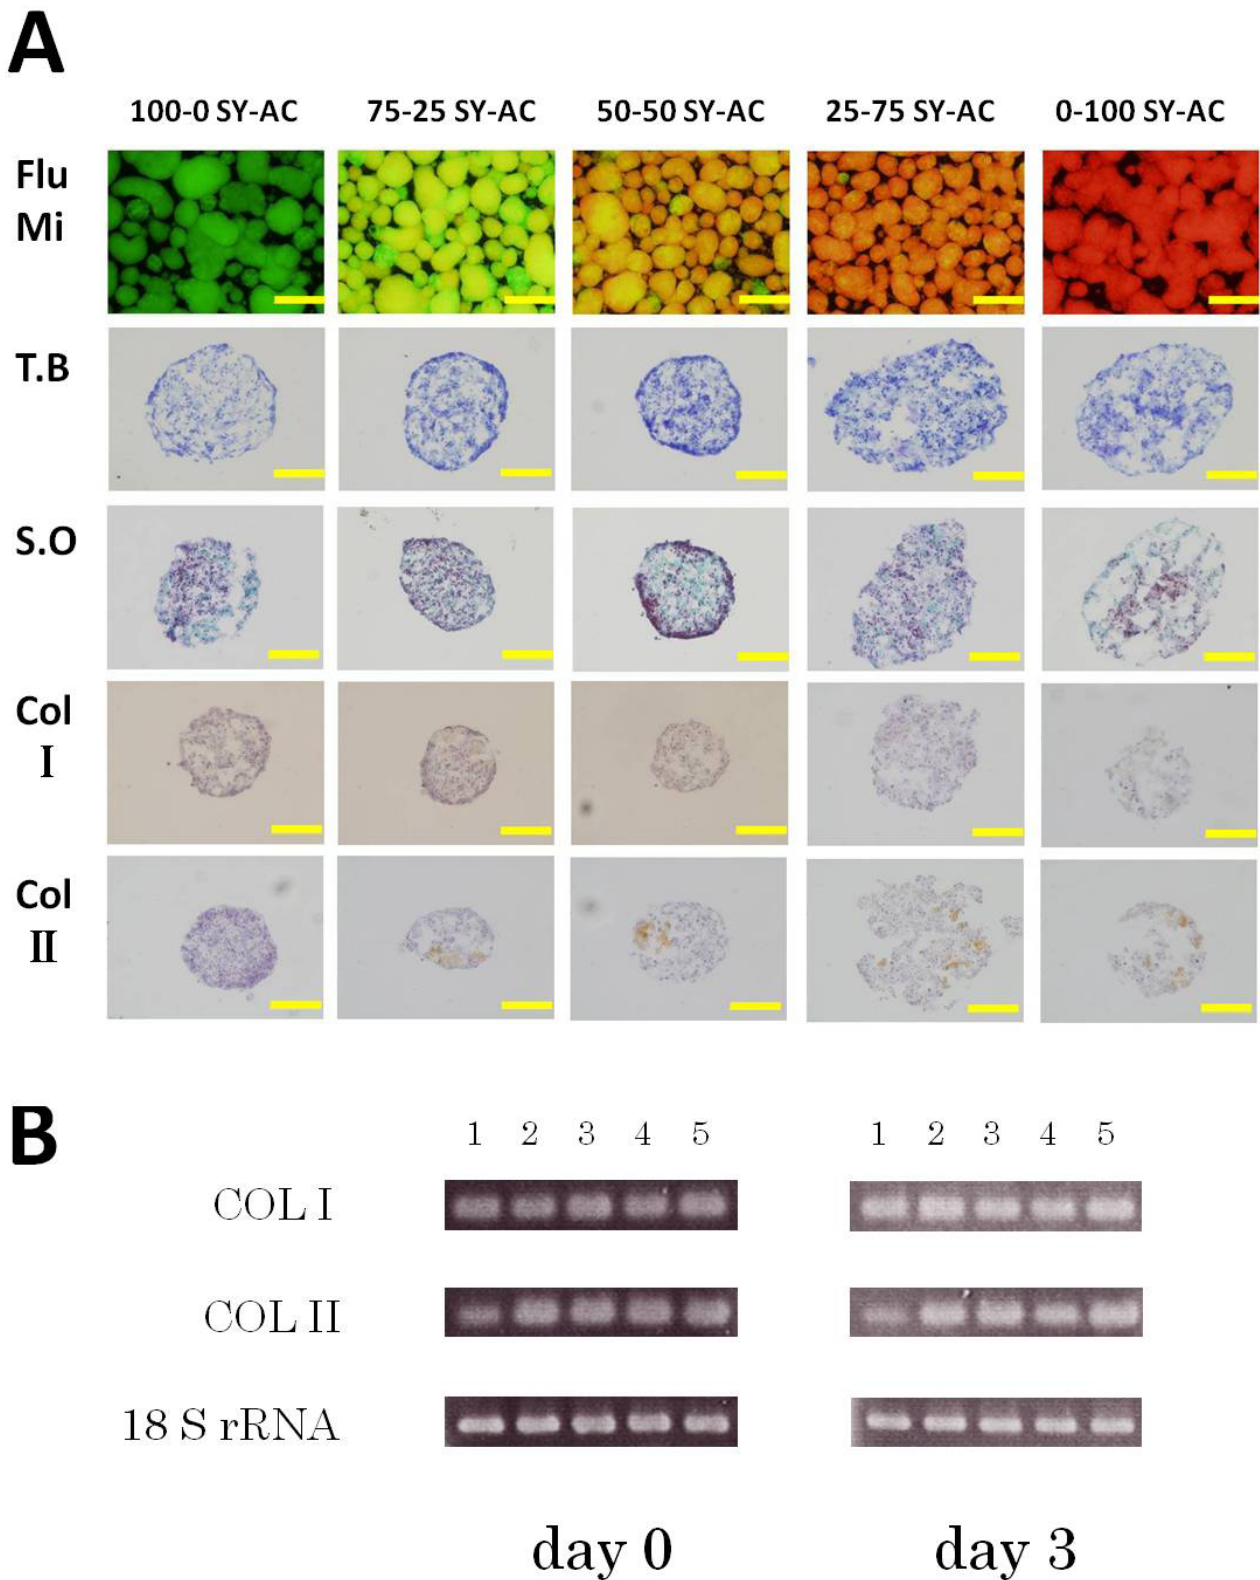 A
100-0 SY-AC 75-25 SY-AC 50-50 SY-AC 25-75 SY-AC 0-100 SY-AC
Flu
Mi
T.B
S.O
Col
I
Col
II
B
1 2 3 4 5 1 2 3 4 5
COL I
COL II
18 S rRNA
day 0 day 3